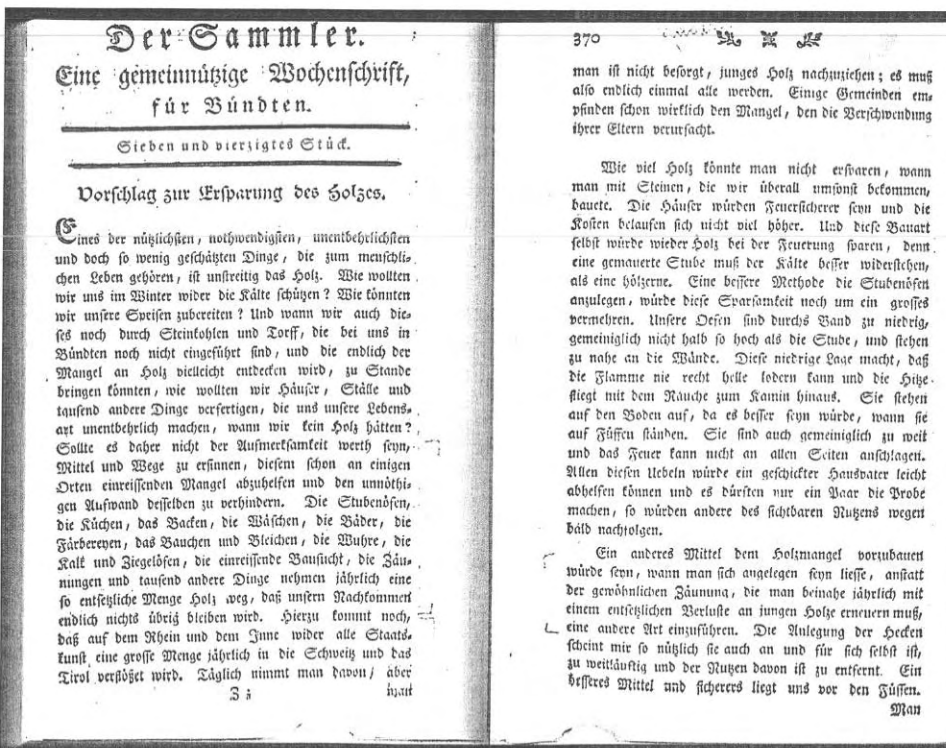 Der Sammler.
Eine gemeinnützige Wochenschrift,
für Bündten.
Sieben und vierzigtes Stück.
Vorschlag zur Ersparung des Holzes.
Eines der nützlichsten, nothwendigsten, unentbehrlichsten
und doch so wenig geschäzten Dinge, die zum menschli-
chen Leben gehören, ist unstreitig das Holz. Wie wollten
wir uns im Winter wider die Kälte schützen? Wie könnten
wir unsere Speisen zubereiten? Und wann wir auch die-
ses noch durch Steinkohlen und Torff, die bei uns in
Bündten noch nicht eingeführt sind, und die endlich der
Mangel an Holz vielleicht entdecken wird, zu Stande
bringen könnten, wie wollten wir Häuser, Ställe und
tausend andere Dinge verfertigen, die uns unsere Lebens-
art unentbehrlich machen, wann wir kein Holz hätten?
Sollte es daher nicht der Aufmerksamkeit werth seyn,
Mittel und Wege zu ersinnen, diesem schon an einigen
Orten einreissenden Mangel abzuhelfen und den unnöthi-
gen Aufwand desselben zu verhindern. Die Stubenöfen,
die Küchen, das Backen, die Wäschen, die Bäder, die
Färbereyen, das Bauchen und Bleichen, die Wuhre, die
Kalk und Ziegelöfen, die einreissende Bausucht, die Zäu-
nungen und tausend andere Dinge nehmen jährlich eine
so entsetzliche Menge Holz weg, daß unsern Nachkommen
endlich nichts übrig bleiben wird. Hierzu kommt noch,
daß auf dem Rhein und dem Inne wider alle Staats-
kunst eine grosse Menge jährlich in die Schweitz und das
Tirol verflößet wird. Täglich nimmt man davon, aber
man
370
man ist nicht besorgt, junges Holz nachzuziehen; es muß
also endlich einmal alle werden. Einige Gemeinden em-
pfinden schon wirklich den Mangel, den die Verschwendung
ihrer Eltern verursacht.
Wie viel Holz könnte man nicht ersparen, wann
man mit Steinen, die wir überall umsonst bekommen,
bauete. Die Häuser würden Feuersicherer seyn und die
Kosten belaufen sich nicht viel höher. Und diese Bauart
selbst würde wieder Holz bei der Feuerung sparen, denn
eine gemauerte Stube muß der Kälte besser widerstehen,
als eine hölzerne. Eine bessere Methode die Stubenöfen
anzulegen, würde diese Sparsamkeit noch um ein grosses
vermehren. Unsere Oefen sind durchs Band zu niedrig,
gemeiniglich nicht halb so hoch als die Stube, und stehen
zu nahe an die Wände. Diese niedrige Lage macht, daß
die Flamme nie recht helle lodern kann und die Hitze
stiegt mit dem Rauche zum Kamin hinaus. Sie stehen
auf den Boden auf, da es besser seyn würde, wann sie
auf Füssen ständen. Sie sind auch gemeiniglich zu weit
und das Feuer kann nicht an allen Seiten anschlagen.
Allen diesen Uebeln würde ein geschickter Hausvater leicht
abhelfen können und es dürften nur ein Paar die Probe
machen, so würden andere des sichtbaren Nutzens wegen
bald nachfolgen.
Ein anderes Mittel dem Holzmangel vorzubauen
würde seyn, wann man sich angelegen seyn liesse, anstatt
der gewöhnlichen Zäunung, die man beinahe jährlich mit
einem entsetzlichen Verluste an jungen Holze erneuern muß,
eine andere Art einzuführen. Die Anlegung der Hecken
scheint mir so nützlich sie auch an und für sich selbst ist,
zu weitläuftig und der Nutzen davon ist zu entfernt. Ein
besseres Mittel und sicherers liegt uns vor den Füssen.
Man